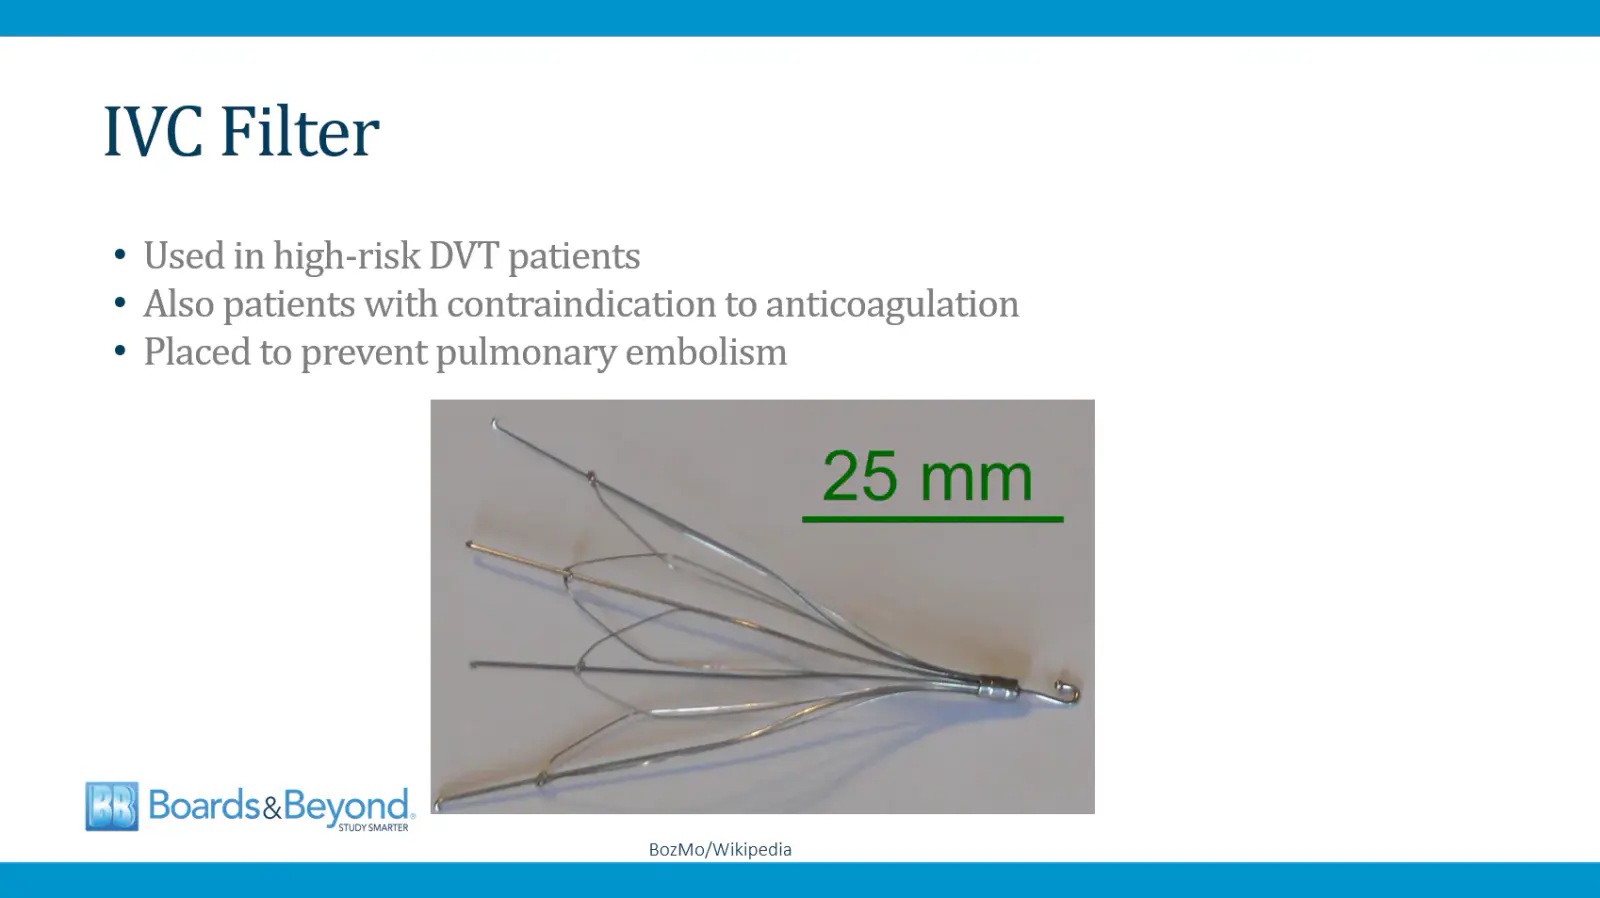 IVC Filter
• Used in high-risk DVT patients
• Also patients with contraindication to anticoagulation
• Placed to prevent pulmonary embolism
25 mm
BB Boards&Beyond®
STUDY SMARTER
BozMo/Wikipedia